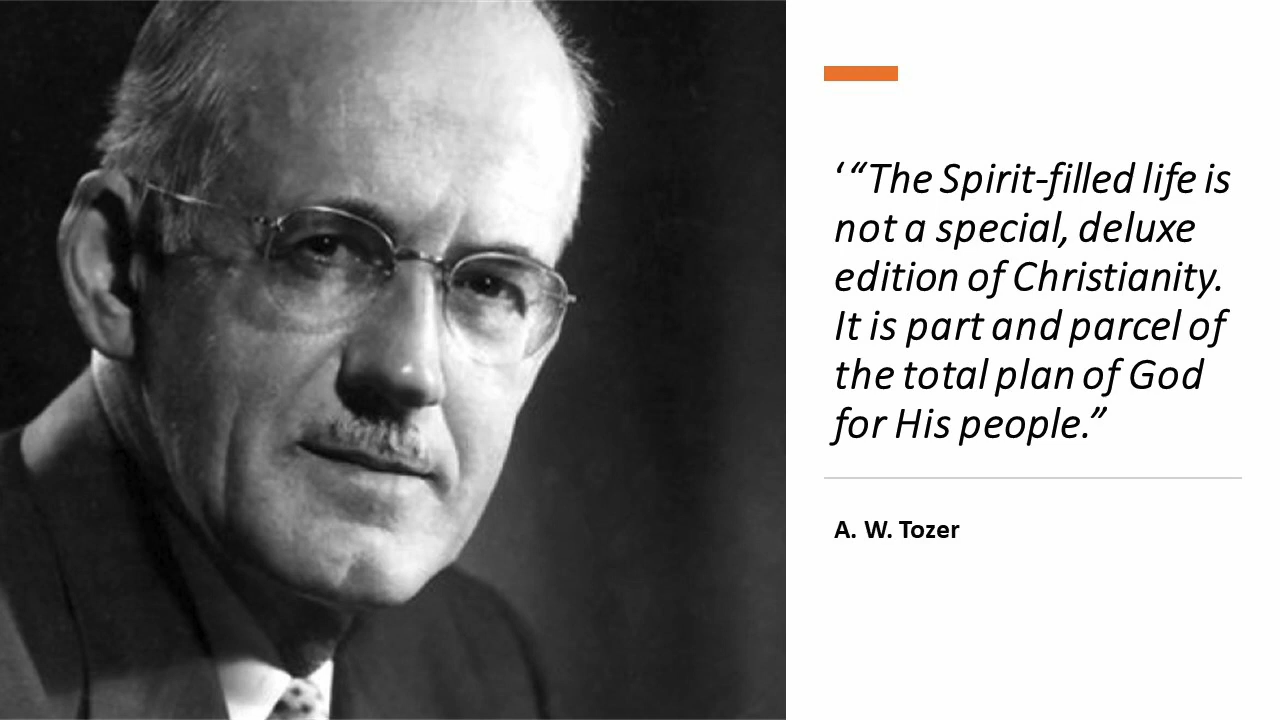 ‘“The Spirit-filled life is
not a special, deluxe
edition of Christianity.
It is part and parcel of
the total plan of God
for His people.”
A. W. Tozer